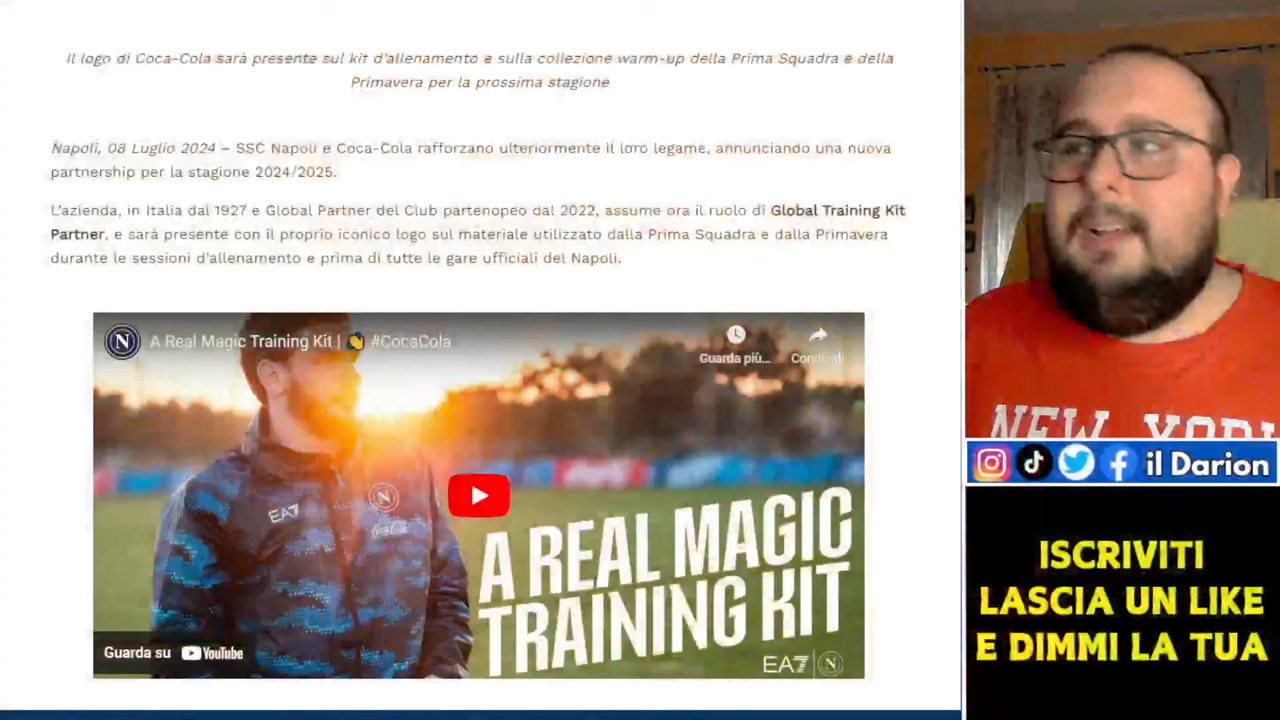 Il logo di Coca-Cola sarà presente sul kit d'allenamento e sulla collezione warm-up della Prima Squadra e della
Primavera per la prossima stagione
Napoli, 08 Luglio 2024 – SSC Napoli e Coca-Cola rafforzano ulteriormente il loro legame, annunciando una nuova
partnership per la stagione 2024/2025.
L'azienda, in Italia dal 1927 e Global Partner del Club partenopeo dal 2022, assume ora il ruolo di Global Training Kit
Partner, e sarà presente con il proprio iconico logo sul materiale utilizzato dalla Prima Squadra e dalla Primavera
durante le sessioni d'allenamento e prima di tutte le gare ufficiali del Napoli.
N A Real Magic Training Kit | 👏 #CocaCola
Guarda più... Condividi
EA7 N
Coca-Cola
A REAL MAGIC
TRAINING KIT
Guarda su YouTube
EA7 N
NEW YORK
il Darion
ISCRIVITI
LASCIA UN LIKE
E DIMMI LA TUA